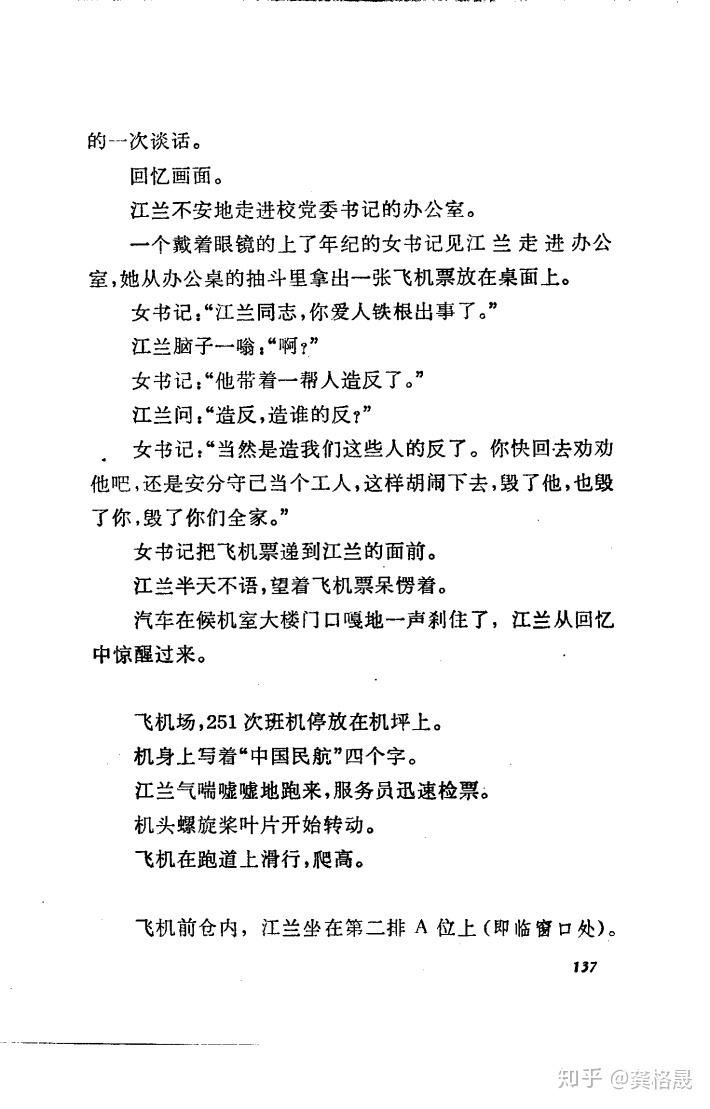 的一次谈话。
回忆画面。
江兰不安地走进校党委书记的办公室。
一个戴着眼镜的上了年纪的女书记见江兰走进办公
室,她从办公桌的抽斗里拿出一张飞机票放在桌面上。
女书记:“江兰同志,你爱人铁根出事了。”
江兰脑子一嗡:“啊?”
女书记:“他带着一帮人造反了。”
江兰问:“造反,造谁的反?”
女书记:“当然是造我们这些人的反了。你快回去劝劝
他吧,还是安分守己当个工人,这样胡闹下去,毁了他,也毁
了你,毁了你们全家。”
女书记把飞机票递到江兰的面前。
江兰半天不语,望着飞机票呆愣着。
汽车在候机室大楼门口嘎地一声刹住了,江兰从回忆
中惊醒过来。
飞机场,251次班机停放在机坪上。
机身上写着“中国民航”四个字。
江兰气喘嘘嘘地跑来,服务员迅速检票。
机头螺旋桨叶片开始转动。
飞机在跑道上滑行,爬高。
飞机前仓内,江兰坐在第二排A位上(即临窗口处)。
137
知乎 @龚格晟